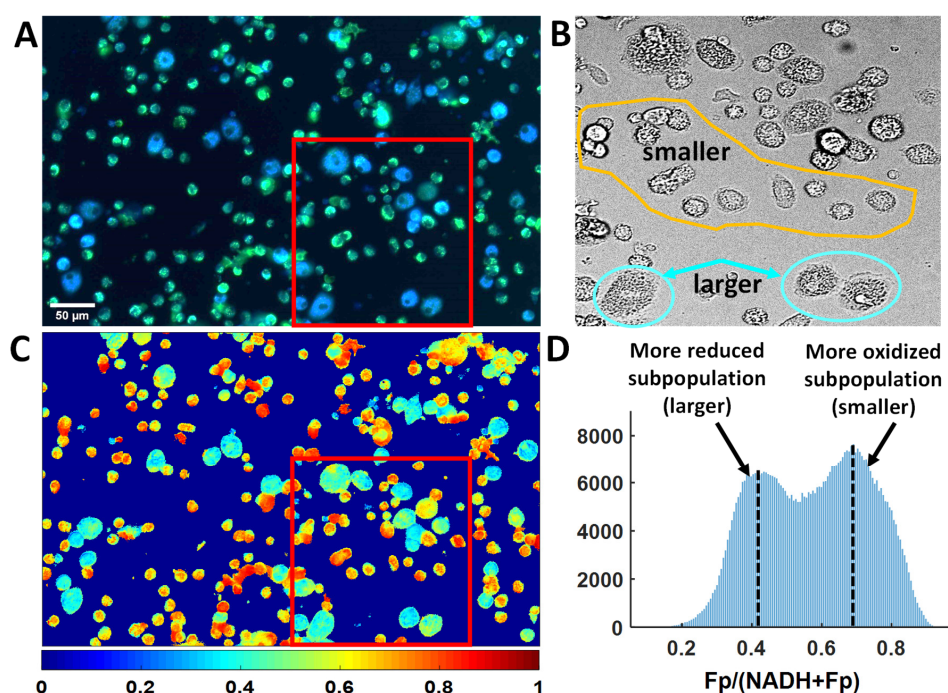 A
B
50 µm
smaller
larger
C
D
More reduced
subpopulation
(larger)
More oxidized
subpopulation
(smaller)
8000
6000
4000
2000
0
0.2
0.4
0.6
0.8
Fp/(NADH+Fp)
0
0.2
0.4
0.6
0.8
1